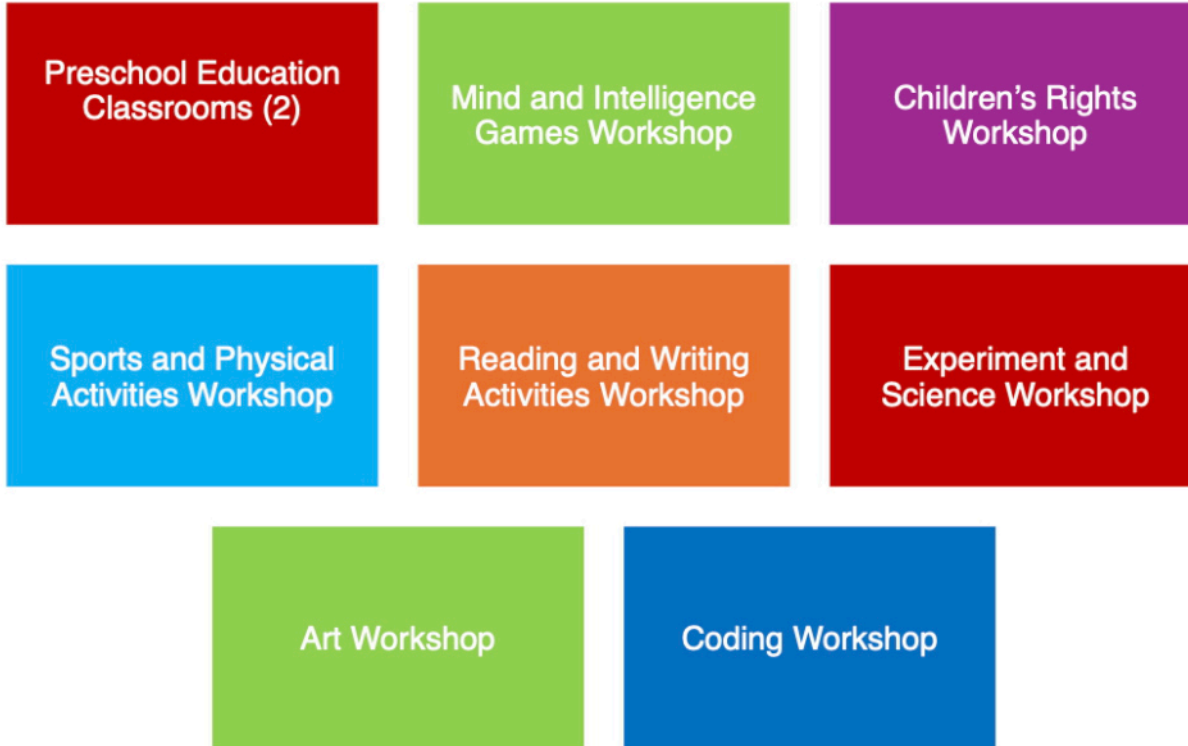 Preschool Education
Classrooms (2)
Mind and Intelligence
Games Workshop
Children’s Rights
Workshop
Sports and Physical
Activities Workshop
Reading and Writing
Activities Workshop
Experiment and
Science Workshop
Art Workshop
Coding Workshop